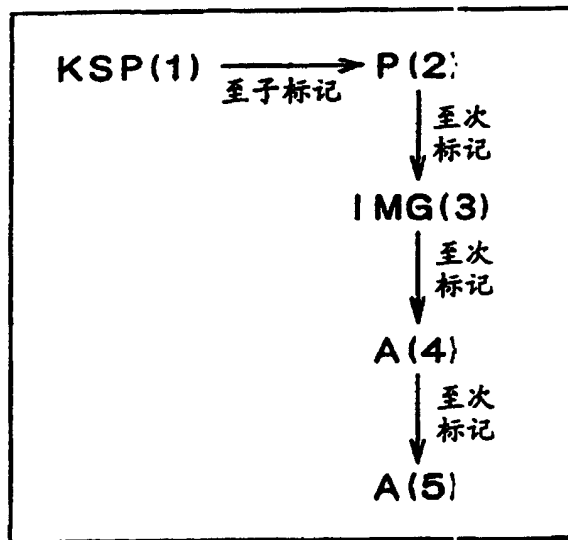 KSP(1) P(2)
至子标记
至次
标记
IMG(3)
至次
标记
A(4)
至次
标记
A(5)